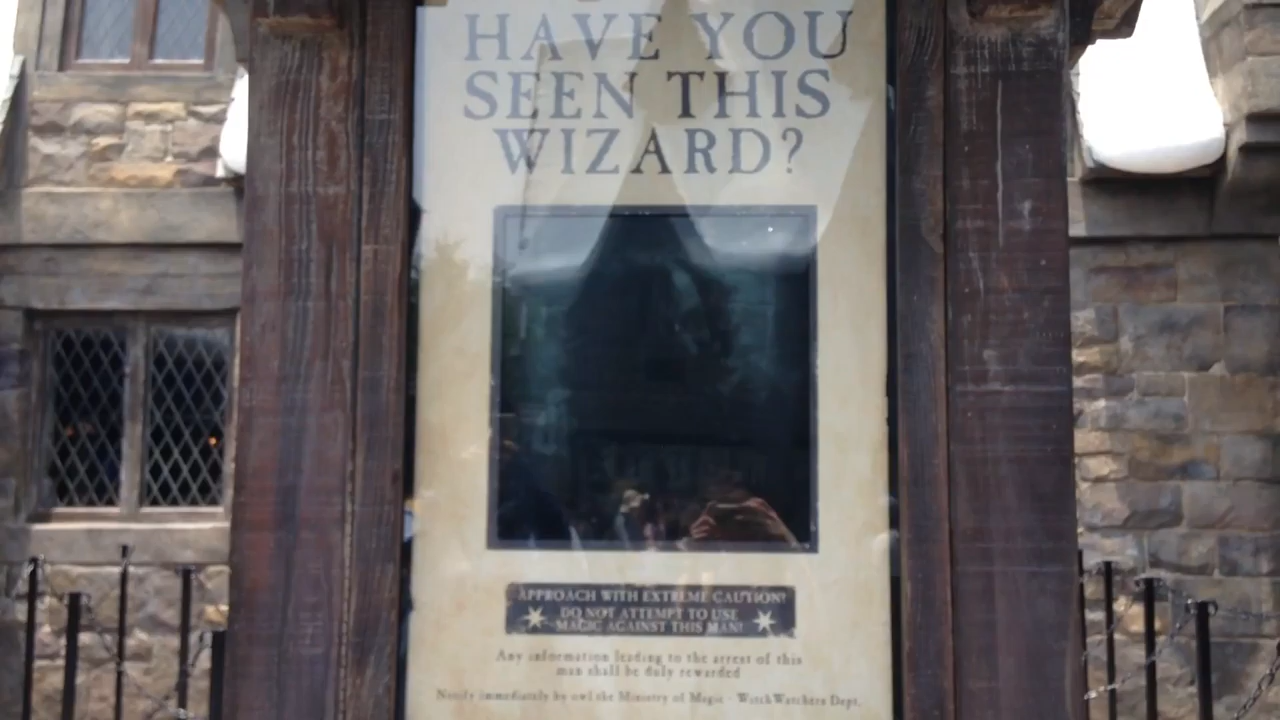 HAVE YOU
SEEN THIS
WIZARD?
APPROACH WITH EXTREME CAUTION!
DO NOT ATTEMPT TO USE
MAGIC AGAINST THIS MAN!
Any information leading to the arrest of this
man shall be duly rewarded
Notify immediately by owl the Ministry of Magic - WitchWatchers Dept.